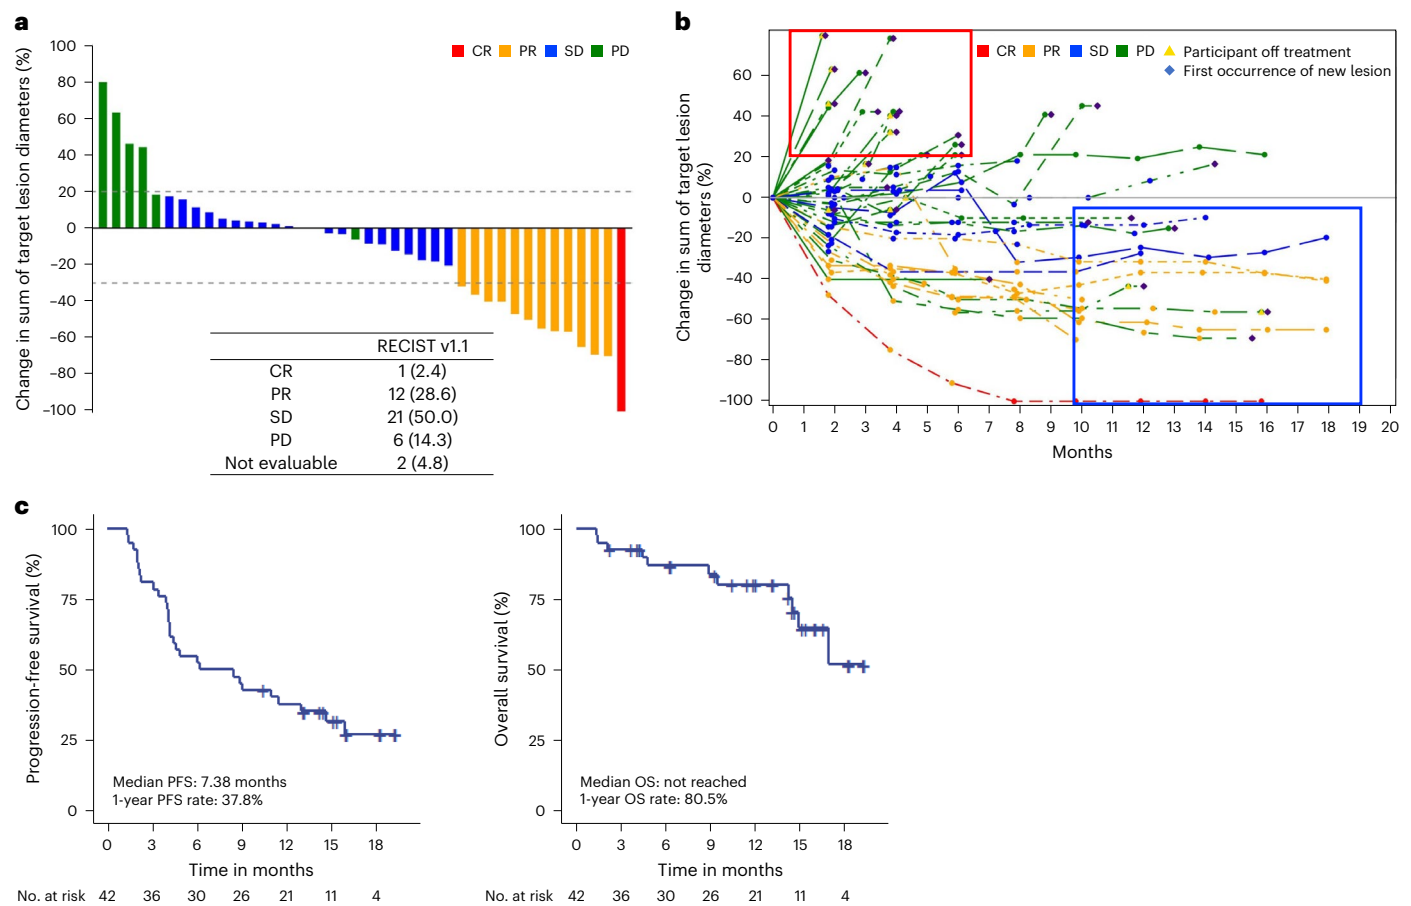 a
Change in sum of target lesion diameters (%)
100
80
60
40
20
0
−20
−40
−60
−80
−100
CR PR SD PD
RECIST v1.1
CR 1 (2.4)
PR 12 (28.6)
SD 21 (50.0)
PD 6 (14.3)
Not evaluable 2 (4.8)
b
Change in sum of target lesion
diameters (%)
60
40
20
0
−20
−40
−60
−80
−100
CR PR SD PD
Participant off treatment
First occurrence of new lesion
0 1 2 3 4 5 6 7 8 9 10 11 12 13 14 15 16 17 18 19 20
Months
c
Progression-free survival (%)
100
75
50
25
0
Median PFS: 7.38 months
1-year PFS rate: 37.8%
0 3 6 9 12 15 18
Time in months
No. at risk 42 36 30 26 21 11 4
Overall survival (%)
100
75
50
25
0
Median OS: not reached
1-year OS rate: 80.5%
0 3 6 9 12 15 18
Time in months
No. at risk 42 36 30 26 21 11 4